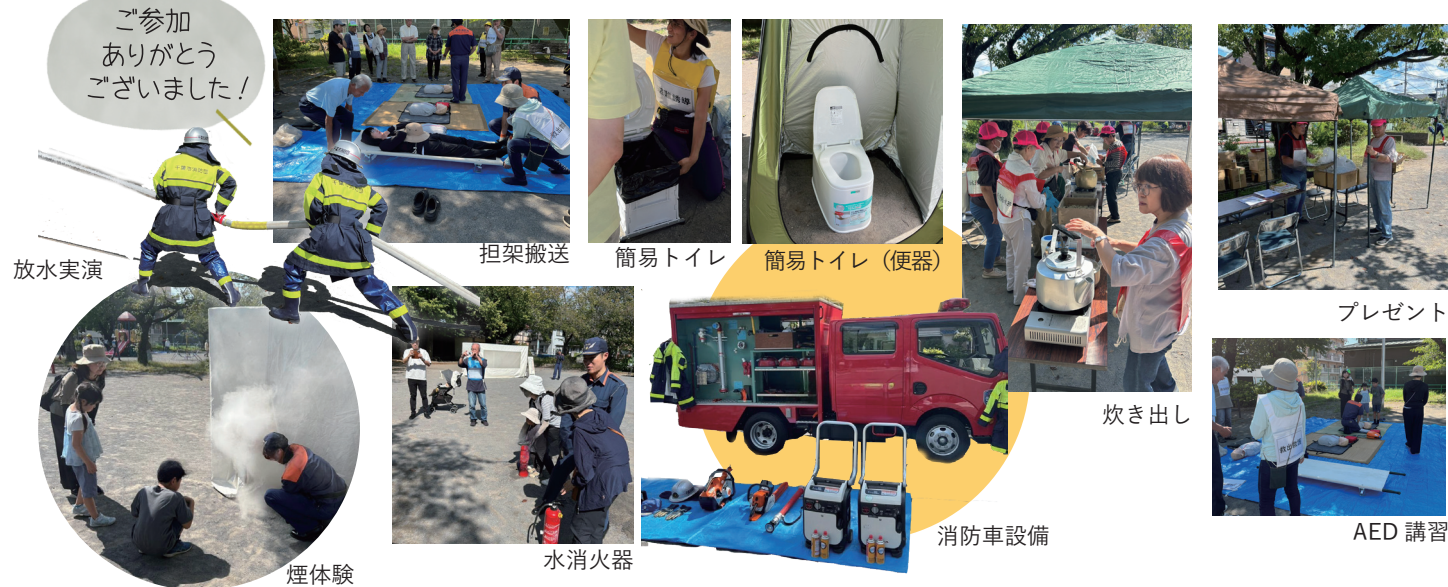 ご参加
ありがとう
ございました!
放水実演
担架搬送
簡易トイレ
簡易トイレ（便器）
炊き出し
プレゼント
煙体験
水消火器
消防車設備
AED 講習